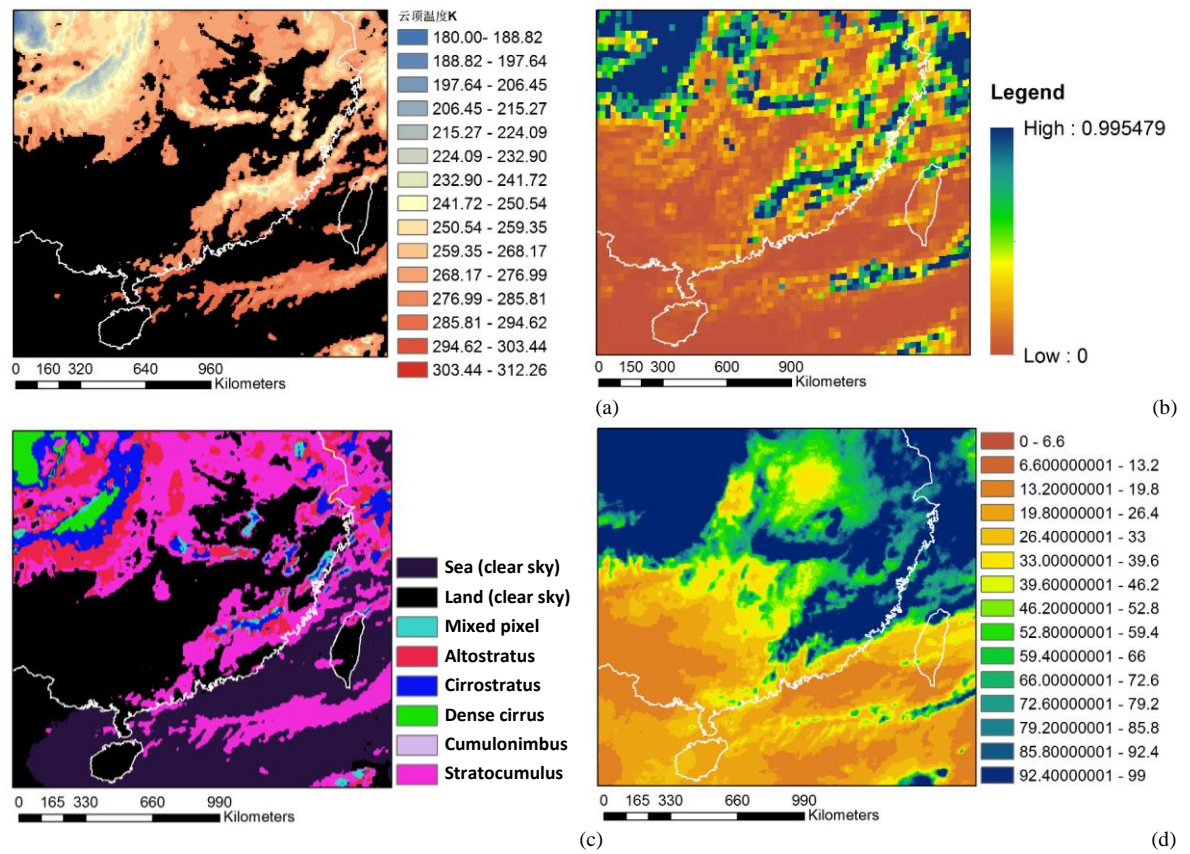 云顶温度K
180.00- 188.82
188.82 - 197.64
197.64 - 206.45
206.45 - 215.27
215.27 - 224.09
224.09 - 232.90
232.90 - 241.72
241.72 - 250.54
250.54 - 259.35
259.35 - 268.17
268.17 - 276.99
276.99 - 285.81
285.81 - 294.62
294.62 - 303.44
303.44 - 312.26
0 160 320 640 960
Kilometers
(a)
Legend
High : 0.995479
Low : 0
0 150 300 600 900
Kilometers
(b)
Sea (clear sky)
Land (clear sky)
Mixed pixel
Altostratus
Cirrostratus
Dense cirrus
Cumulonimbus
Stratocumulus
0 165 330 660 990
Kilometers
(c)
0 - 6.6
6.600000001 - 13.2
13.20000001 - 19.8
19.80000001 - 26.4
26.40000001 - 33
33.00000001 - 39.6
39.60000001 - 46.2
46.20000001 - 52.8
52.80000001 - 59.4
59.40000001 - 66
66.00000001 - 72.6
72.60000001 - 79.2
79.20000001 - 85.8
85.80000001 - 92.4
92.40000001 - 99
0 165 330 660 990
Kilometers
(d)